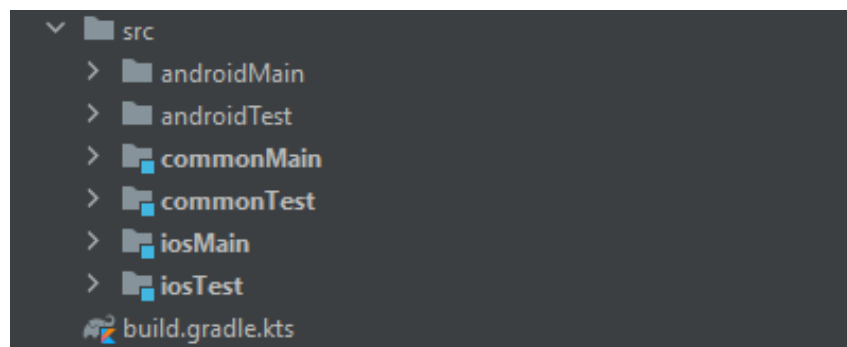 src
androidMain
androidTest
commonMain
commonTest
iosMain
iosTest
build.gradle.kts